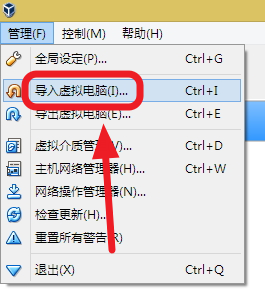 管理(F) 控制(M) 帮助(H)
全局设定(P)... Ctrl+G
导入虚拟电脑(I)... Ctrl+I
导出虚拟电脑(E)... Ctrl+E
虚拟介质管理(V)... Ctrl+D
主机网络管理器(H)... Ctrl+W
网络操作管理器(N)...
检查更新(H)...
重置所有警告(R)
退出(X) Ctrl+Q